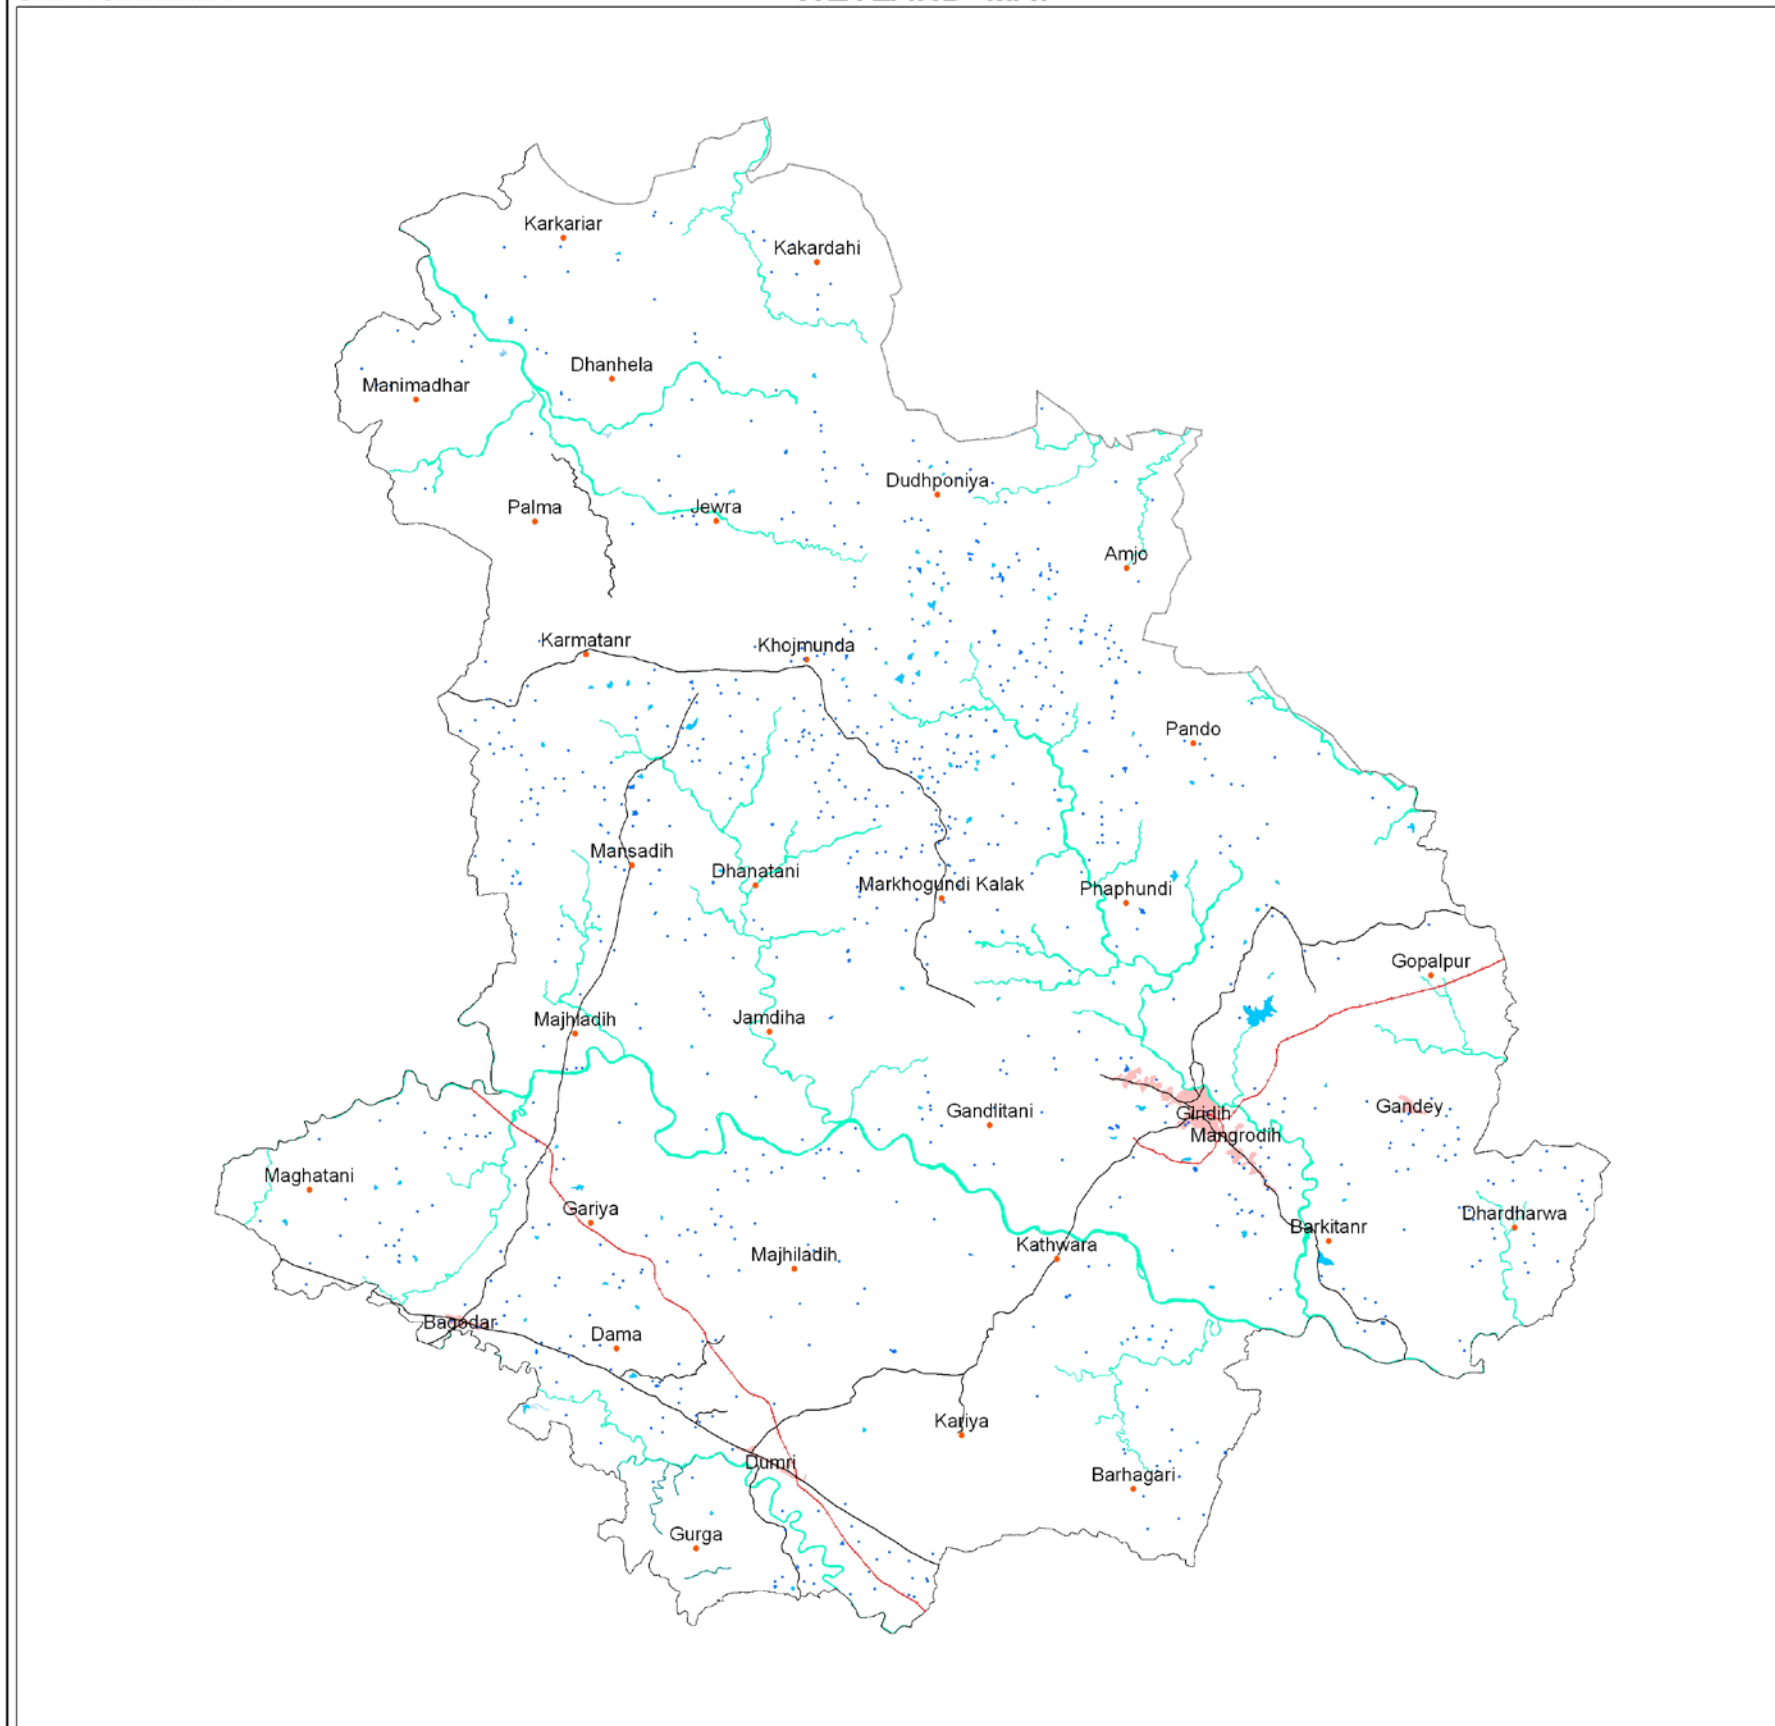 Karkariar
Kakardahi
Dhanhela
Manimadhar
Dudhponiya
Palma
Jewra
Amjo
Karmatanr
Khojmunda
Pando
Mansadih
Dhanatani
Markhogundi Kalak
Phaphundi
Gopalpur
Majhladih
Jamdiha
Gandlitani
Giridih
Gandey
Mangrodih
Maghatani
Gariya
Dhardharwa
Barkitanr
Kathwara
Majhiladih
Bagodar
Dama
Kariya
Dumri
Barhagari
Gurga